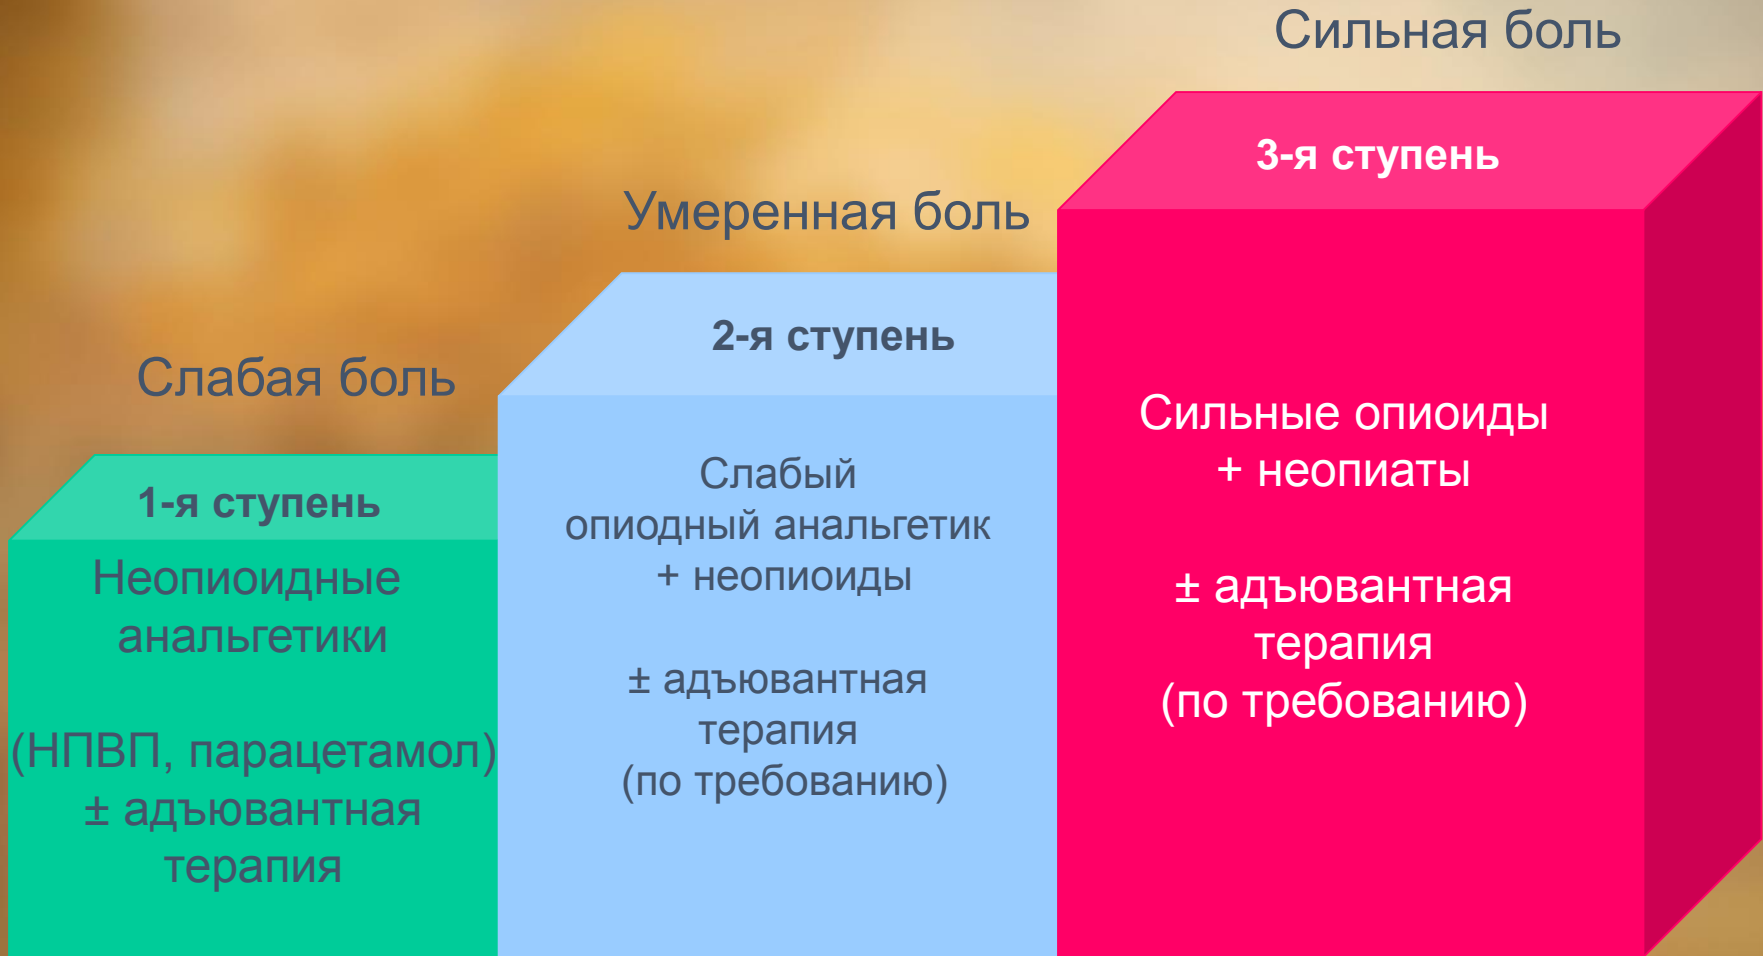 Слабая боль
1-я ступень
Неопиоидные
анальгетики
(НПВП, парацетамол)
± адъювантная
терапия
Умеренная боль
2-я ступень
Слабый
опиодный анальгетик
+ неопиоиды
± адъювантная
терапия
(по требованию)
Сильная боль
3-я ступень
Сильные опиоиды
+ неопиаты
± адъювантная
терапия
(по требованию)